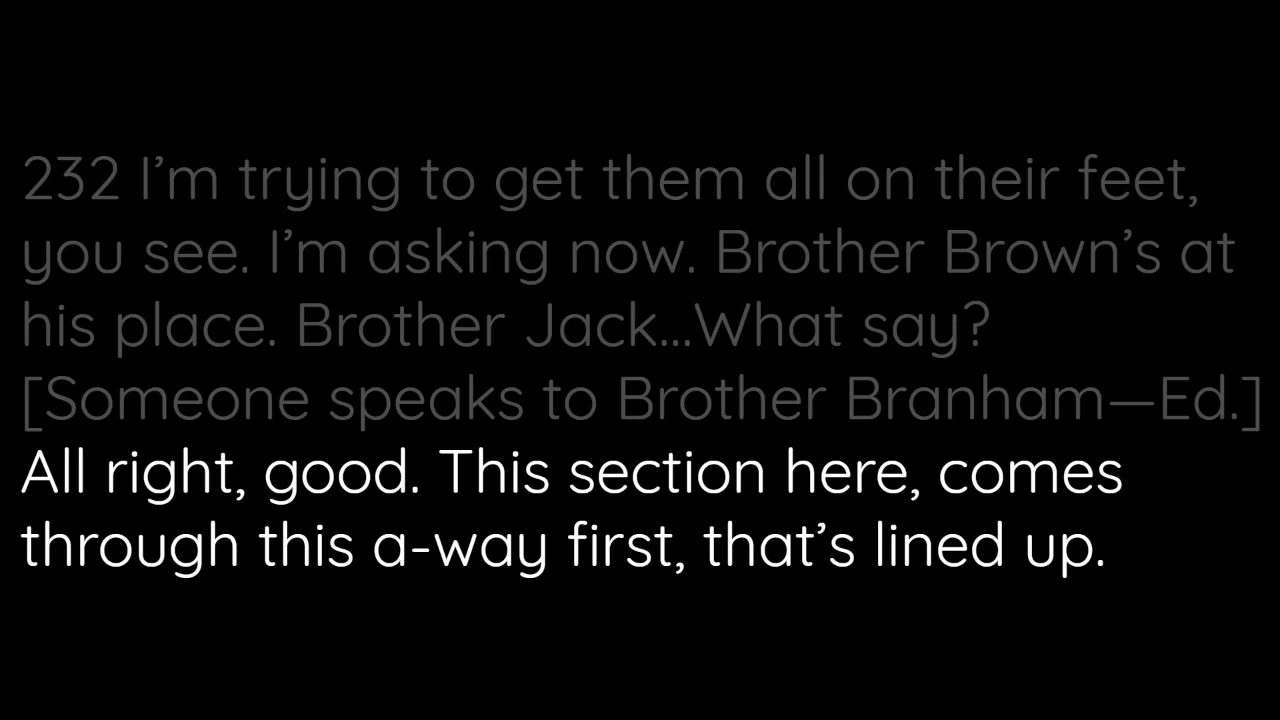 232 I’m trying to get them all on their feet,
you see. I’m asking now. Brother Brown’s at
his place. Brother Jack...What say?
[Someone speaks to Brother Branham—Ed.]
All right, good. This section here, comes
through this a-way first, that’s lined up.